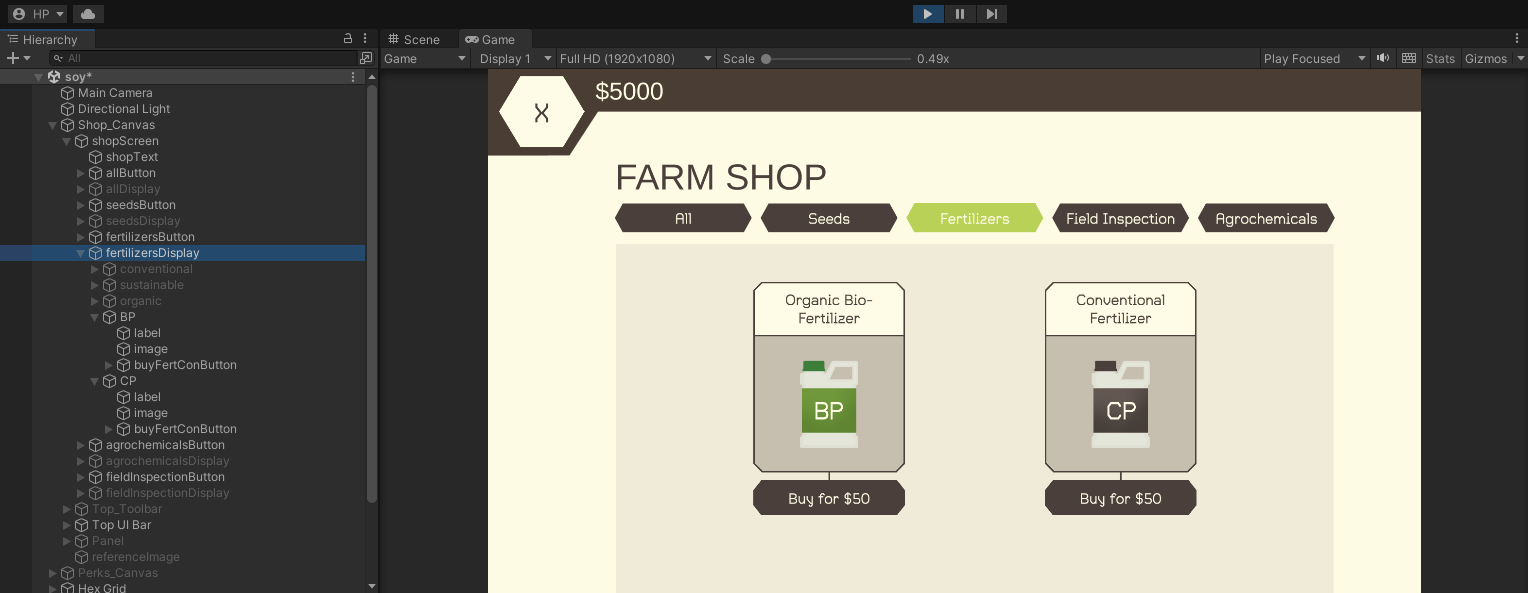 HP
Hierarchy
All
soy*
Main Camera
Directional Light
Shop_Canvas
shopScreen
shopText
allButton
allDisplay
seedsButton
seedsDisplay
fertilizersButton
fertilizersDisplay
conventional
sustainable
organic
BP
label
image
buyFertConButton
CP
label
image
buyFertConButton
agrochemicalsButton
agrochemicalsDisplay
fieldInspectionButton
fieldInspectionDisplay
Top_Toolbar
Top UI Bar
Panel
referenceImage
Perks_Canvas
Hex Grid
Scene Game
Game Display 1 Full HD (1920x1080) Scale 0.49x Play Focused Stats Gizmos
X
$5000
FARM SHOP
All Seeds Fertilizers Field Inspection Agrochemicals
Organic Bio-
Fertilizer
BP
Buy for $50
Conventional
Fertilizer
CP
Buy for $50